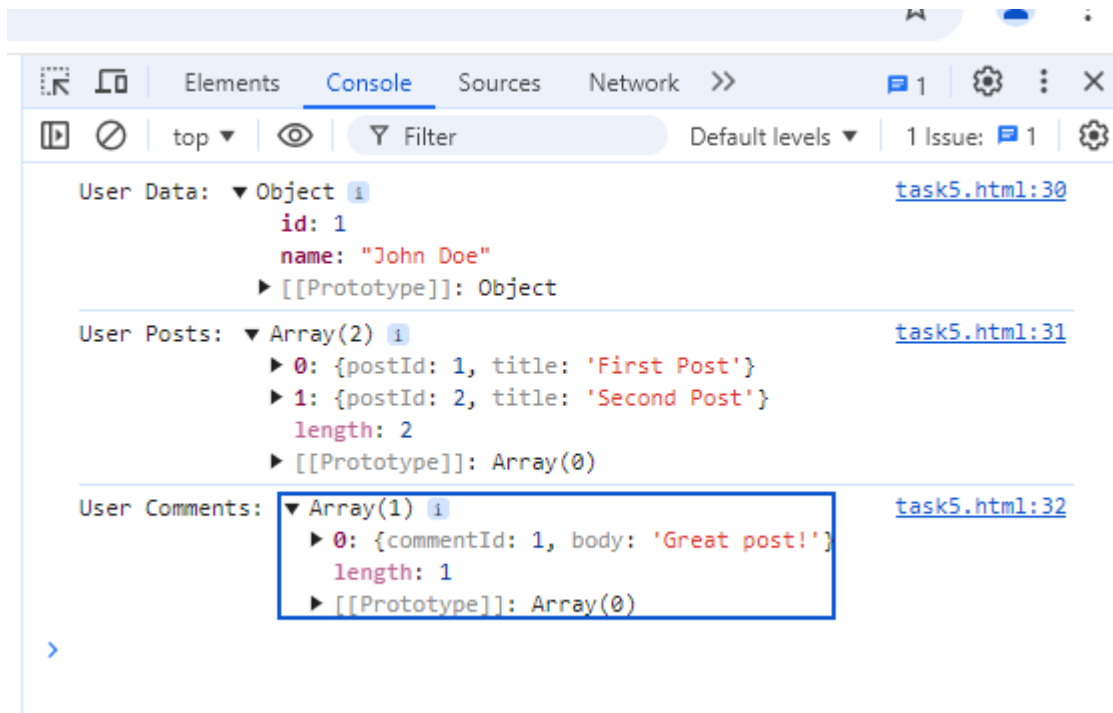 Elements Console Sources Network 1
top ▼ Filter Default levels ▼ 1 Issue: 1
User Data: ▼ Object i task5.html:30
id: 1
name: "John Doe"
▶ [[Prototype]]: Object
User Posts: ▼ Array(2) i task5.html:31
▶ 0: {postId: 1, title: 'First Post'}
▶ 1: {postId: 2, title: 'Second Post'}
length: 2
▶ [[Prototype]]: Array(0)
User Comments: ▼ Array(1) i task5.html:32
▶ 0: {commentId: 1, body: 'Great post!'}
length: 1
▶ [[Prototype]]: Array(0)